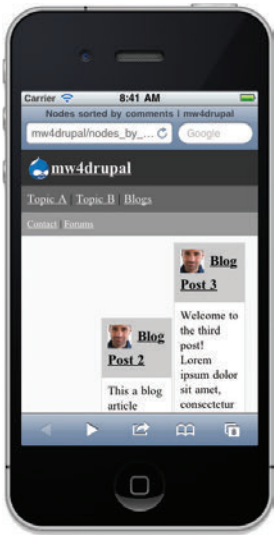 Carrier 8:41 AM
Nodes sorted by comments | mw4drupal
mw4drupal/nodes_by_... Google
mw4drupal
Topic A | Topic B | Blogs
Contact | Forums
Blog
Post 3
Welcome to
the third
post!
Lorem
ipsum dolor
sit amet,
consectetur
Blog
Post 2
This a blog
article